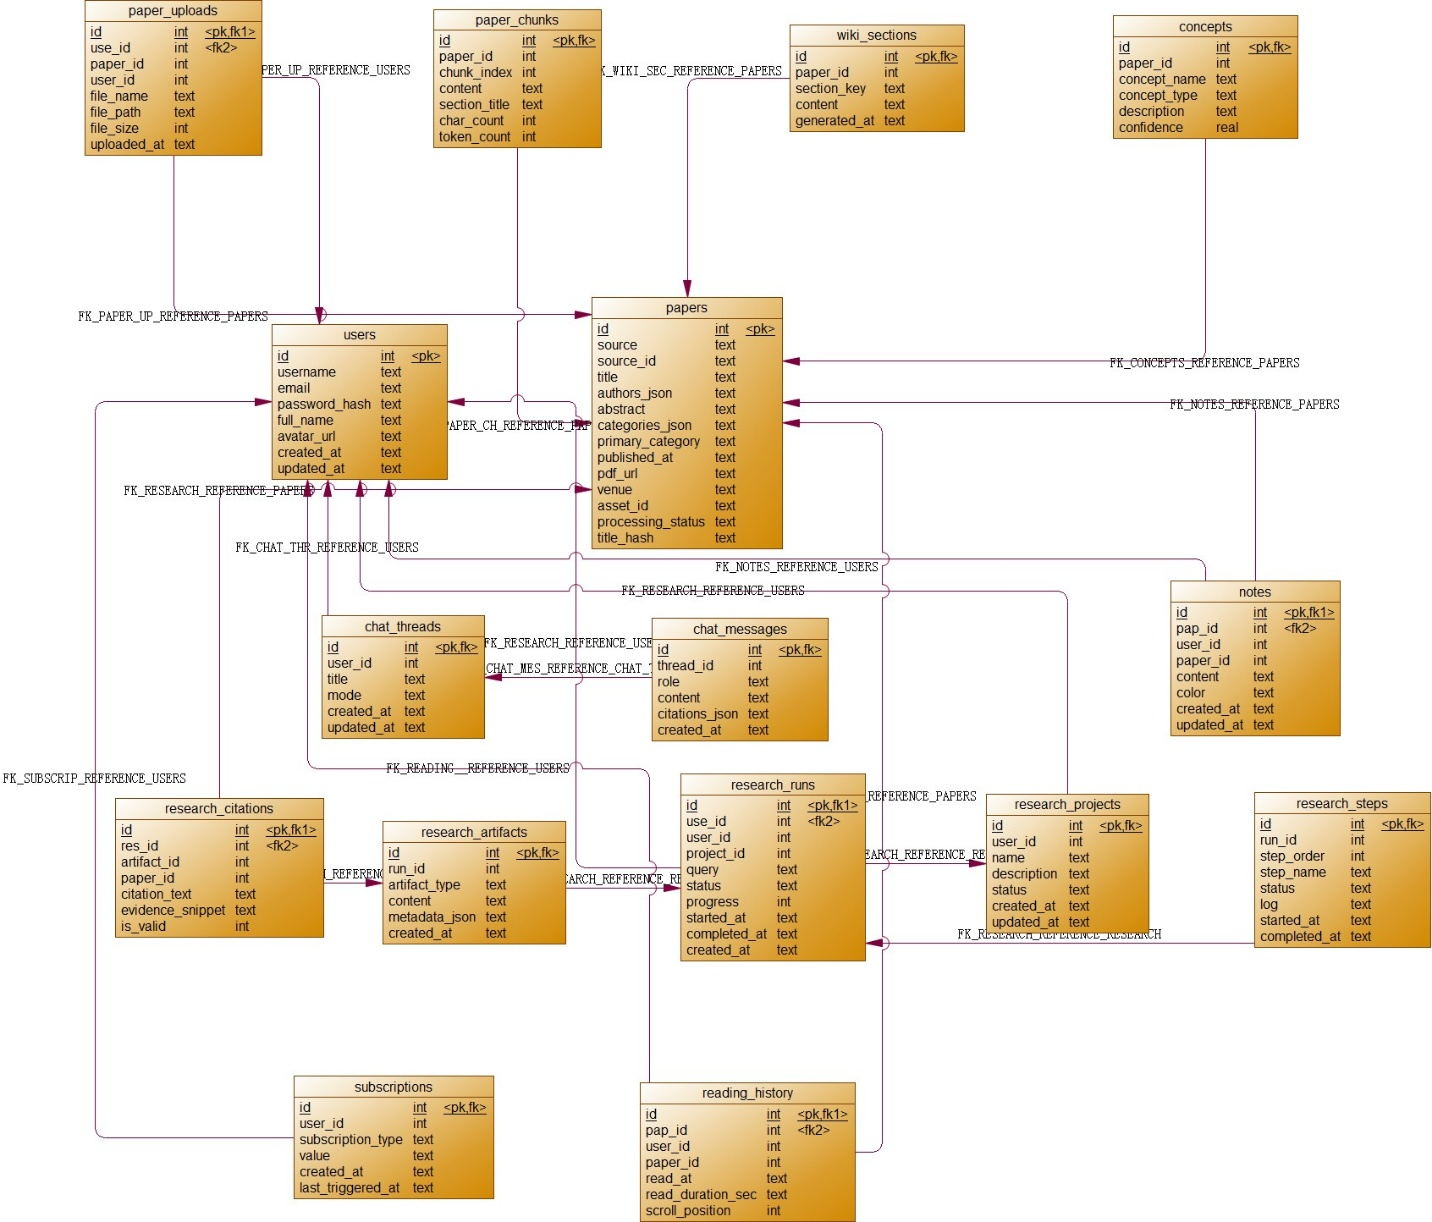 paper_uploads
id int <pk,fk1>
use_id int <fk2>
paper_id int
user_id int
file_name text
file_path text
file_size int
uploaded_at text
paper_chunks
id int <pk,fk>
paper_id int
chunk_index int
content text
section_title text
char_count int
token_count int
wiki_sections
id int <pk,fk>
paper_id int
section_key text
content text
generated_at text
concepts
id int <pk,fk>
paper_id int
concept_name text
concept_type text
description text
confidence real
PER_UP_REFERENCE_USERS
K_WIKI_SEC_REFERENCE_PAPERS
FK_PAPER_UP_REFERENCE_PAPERS
users
id int <pk>
username text
email text
password_hash text
full_name text
avatar_url text
created_at text
updated_at text
papers
id int <pk>
source text
source_id text
title text
authors_json text
abstract text
categories_json text
primary_category text
published_at text
pdf_url text
venue text
asset_id text
processing_status text
title_hash text
FK_CONCEPTS_REFERENCE_PAPERS
FK_NOTES_REFERENCE_PAPERS
APER_CH_REFERENCE_PAP
FK_RESEARCH_REFERENCE_PAPERS
FK_CHAT_THR_REFERENCE_USERS
FK_NOTES_REFERENCE_USERS
FK_RESEARCH_REFERENCE_USERS
chat_threads
id int <pk,fk>
user_id int
title text
mode text
created_at text
updated_at text
FK_RESEARCH_REFERENCE_USE
CHAT_MES_REFERENCE_CHAT_T
chat_messages
id int <pk,fk>
thread_id int
role text
content text
citations_json text
created_at text
notes
id int <pk,fk1>
pap_id int <fk2>
user_id int
paper_id int
content text
color text
created_at text
updated_at text
FK_SUBSCRIP_REFERENCE_USERS
FK_READING__REFERENCE_USERS
research_citations
id int <pk,fk1>
res_id int <fk2>
artifact_id int
paper_id int
citation_text text
evidence_snippet text
is_valid int
H_REFERENC
research_artifacts
id int <pk,fk>
run_id int
artifact_type text
content text
metadata_json text
created_at text
EARCH_REFERENCE_RE
research_runs
id int <pk,fk1>
use_id int <fk2>
user_id int
project_id int
query text
status text
progress int
started_at text
completed_at text
created_at text
REFERENCE_PAPERS
EARCH_REFERENCE_RE
research_projects
id int <pk,fk>
user_id int
name text
description text
status text
created_at text
updated_at text
FK_RESEARCH_REFERENCE_RESEARCH
research_steps
id int <pk,fk>
run_id int
step_order int
step_name text
status text
log text
started_at text
completed_at text
subscriptions
id int <pk,fk>
user_id int
subscription_type text
value text
created_at text
last_triggered_at text
reading_history
id int <pk,fk1>
pap_id int <fk2>
user_id int
paper_id int
read_at text
read_duration_sec text
scroll_position int